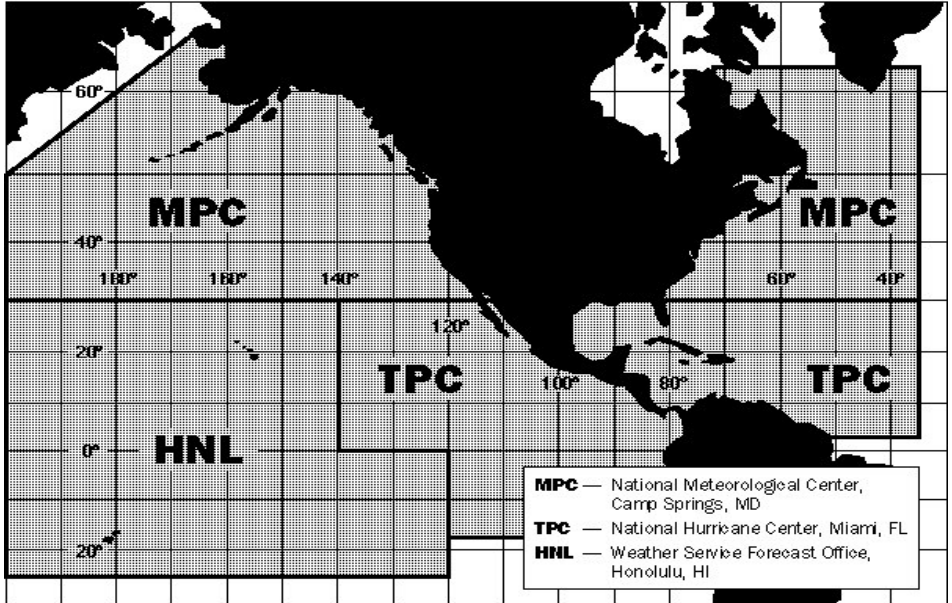 60°
MPC
MPC
40°
180°
160°
140°
60°
40°
120°
20°
TPC
100°
80°
TPC
0°
HNL
MPC — National Meteorological Center,
Camp Springs, MD
TPC — National Hurricane Center, Miami, FL
HNL — Weather Service Forecast Office,
Honolulu, HI
20°